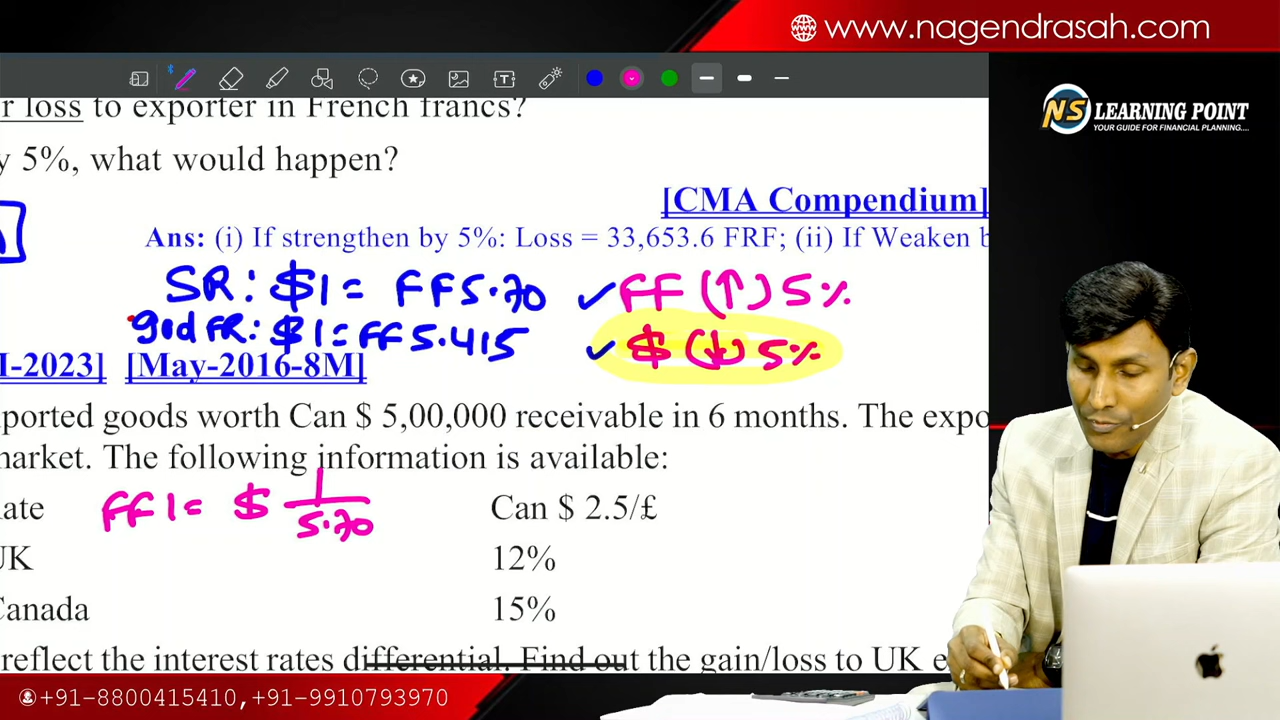 www.nagendrasah.com
NS LEARNING POINT
YOUR GUIDE FOR FINANCIAL PLANNING....
r loss to exporter in French francs?
y 5%, what would happen?
[CMA Compendium]
Ans: (i) If strengthen by 5%: Loss = 33,653.6 FRF; (ii) If Weaken b
SR: $1 = FF5.70 ✓FF (↑) 5%
90d FR: $1 = FF5.415 ✓$ (↓) 5%
I-2023] [May-2016-8M]
ported goods worth Can $ 5,00,000 receivable in 6 months. The expo
market. The following information is available:
ate FF1 = $ 1/5.70 Can $ 2.5/£
UK 12%
Canada 15%
reflect the interest rates differential. Find out the gain/loss to UK e
+91-8800415410,+91-9910793970